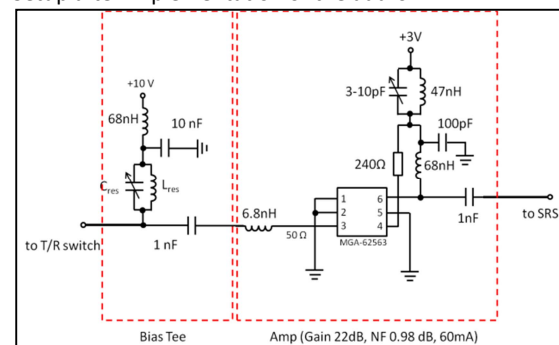 +3V
+10 V
3-10pF
47nH
68nH
10 nF
100pF
240Ω
68nH
Cres
Lres
6.8nH
1
2
3
6
5
4
50 Ω
MGA-62563
1nF
to SRS
to T/R switch
1 nF
Bias Tee
Amp (Gain 22dB, NF 0.98 dB, 60mA)